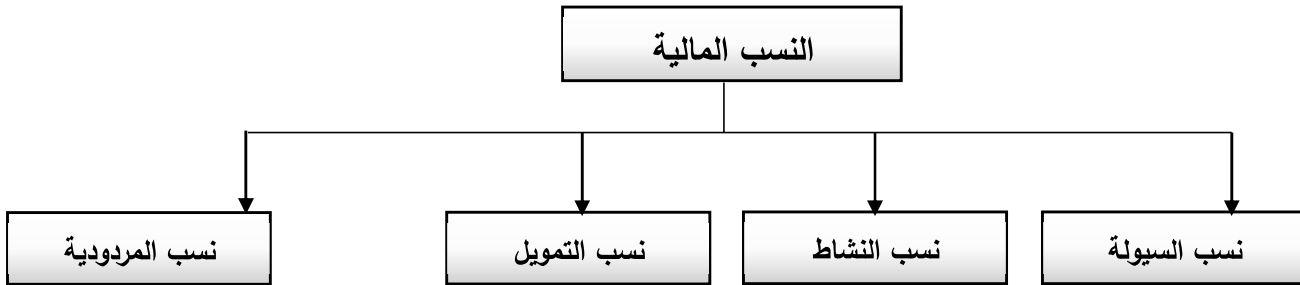 النسب المالية
نسب السيولة
نسب النشاط
نسب التمويل
نسب المردودية